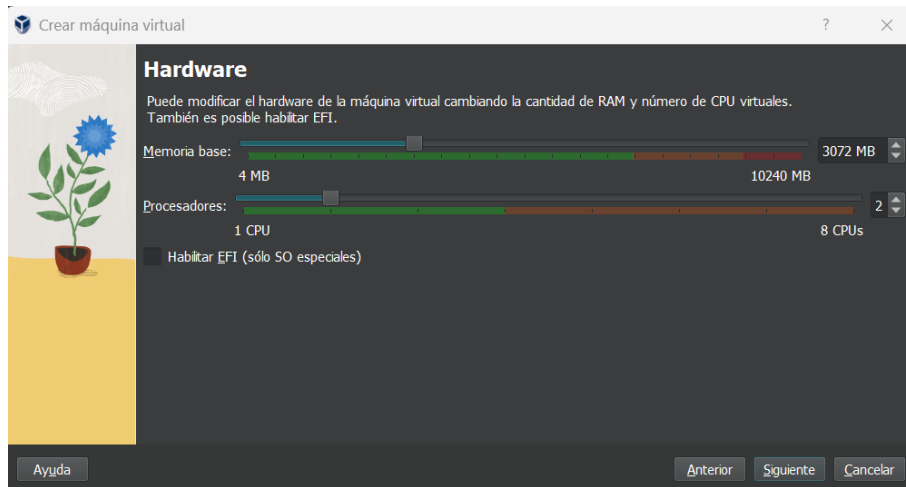 Crear máquina virtual
Hardware
Puede modificar el hardware de la máquina virtual cambiando la cantidad de RAM y número de CPU virtuales.
También es posible habilitar EFI.
Memoria base: 3072 MB
4 MB 10240 MB
Procesadores: 2
1 CPU 8 CPUs
Habilitar EFI (sólo SO especiales)
Ayuda Anterior Siguiente Cancelar